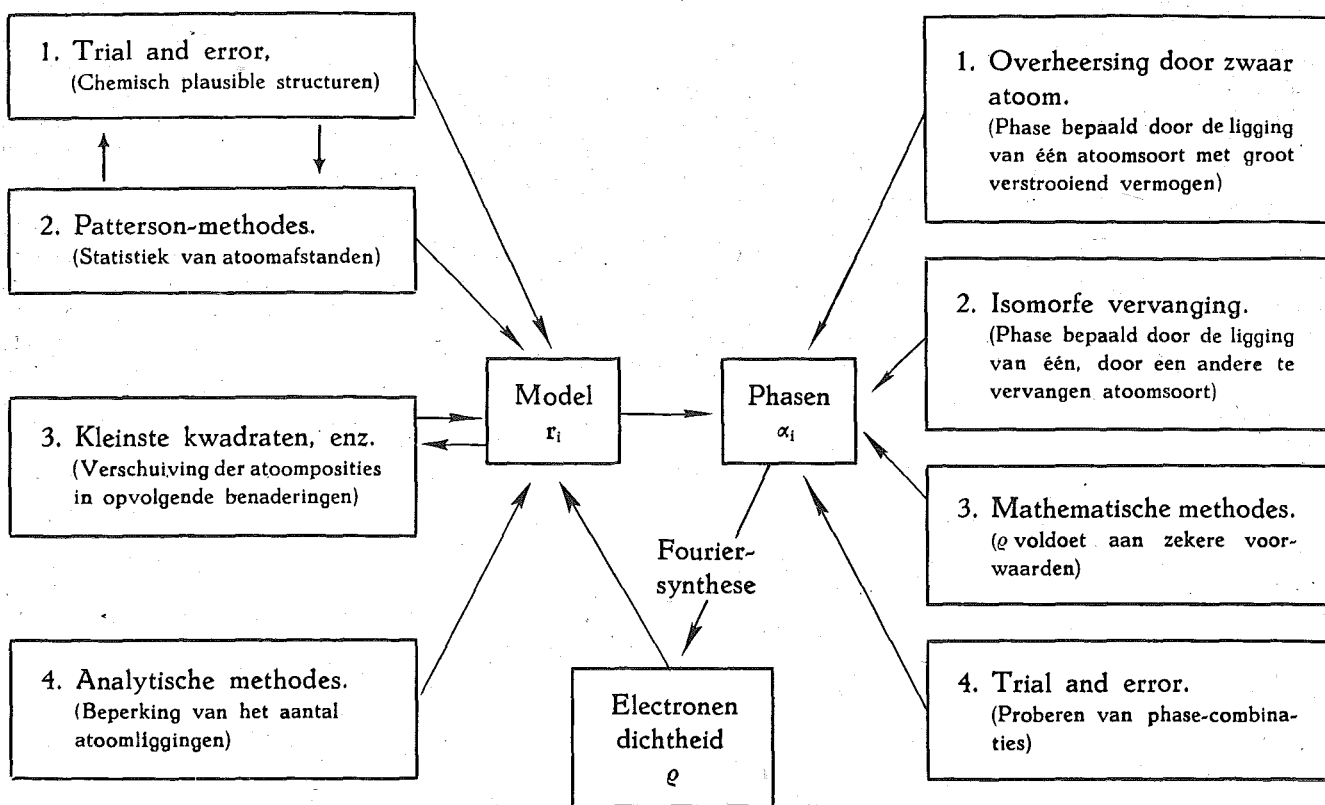 1. Trial and error,
(Chemisch plausible structuren)
2. Patterson-methodes.
(Statistiek van atoomafstanden)
3. Kleinste kwadraten, enz.
(Verschuiving der atoomposities
in opvolgende benaderingen)
4. Analytische methodes.
(Beperking van het aantal
atoomliggingen)
Model
rᵢ
Phasen
αᵢ
Fourier-
synthese
Electronen
dichtheid
ϱ
1. Overheersing door zwaar
atoom.
(Phase bepaald door de ligging
van één atoomsoort met groot
verstrooiend vermogen)
2. Isomorfe vervanging.
(Phase bepaald door de ligging
van één, door een andere te
vervangen atoomsoort)
3. Mathematische methodes.
(ϱ voldoet aan zekere voor-
waarden)
4. Trial and error.
(Proberen van phase-combina-
ties)